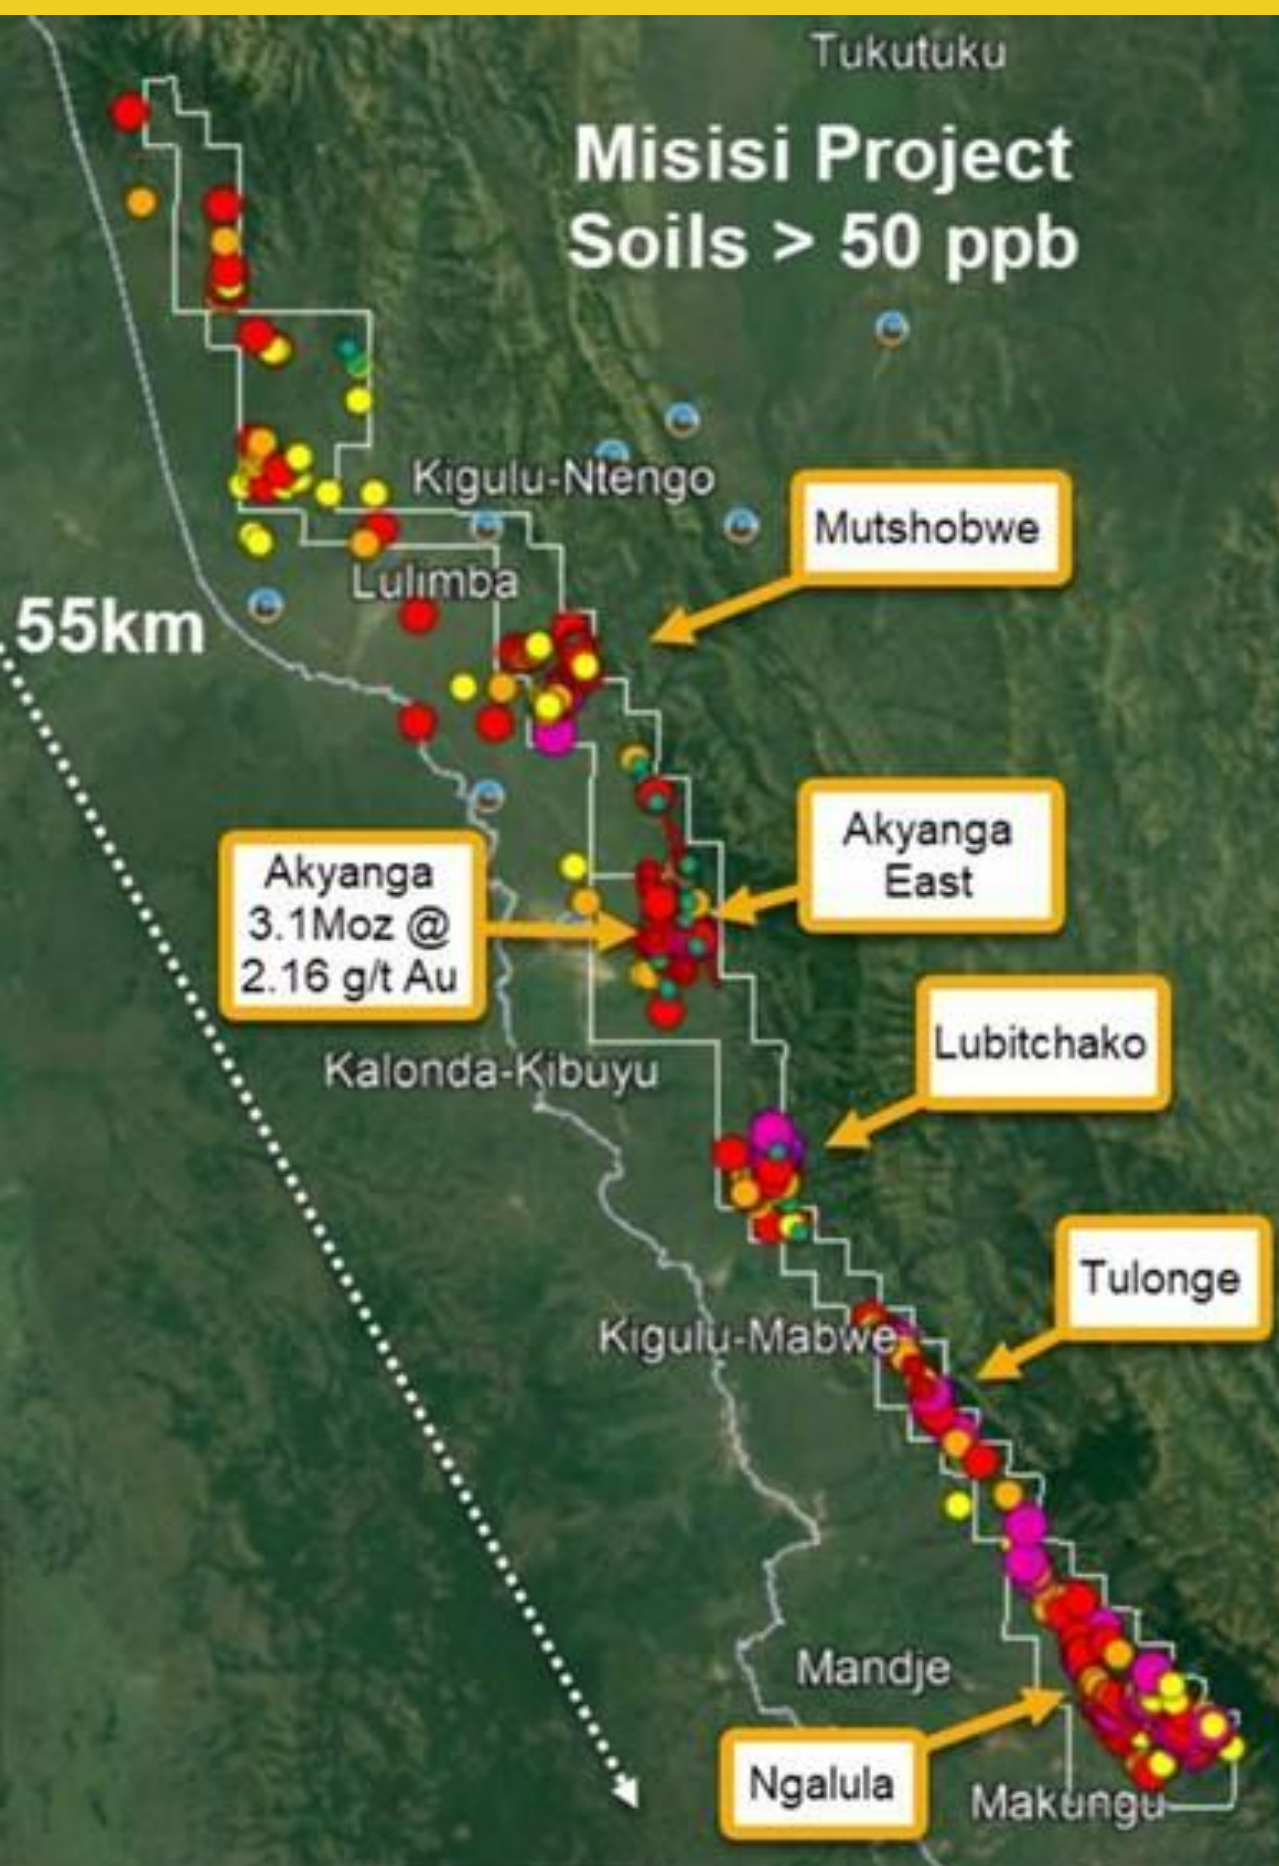 Tukutuku
Misisi Project
Soils > 50 ppb
Kigulu-Ntengo
Mutshobwe
Lulimba
55km
Akyanga
East
Akyanga
3.1Moz @
2.16 g/t Au
Lubitchako
Kalonda-Kibuyu
Tulonge
Kigulu-Mabwe
Mandje
Ngalula
Makungu